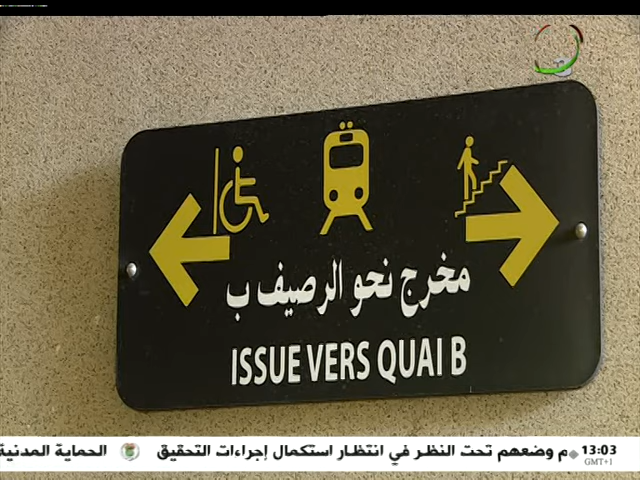 مخرج نحو الرصيف ب
ISSUE VERS QUAI B
13:03
GMT+1
م وضعهم تحت النظر في انتظار استكمال إجراءات التحقيق
الحماية المدنية